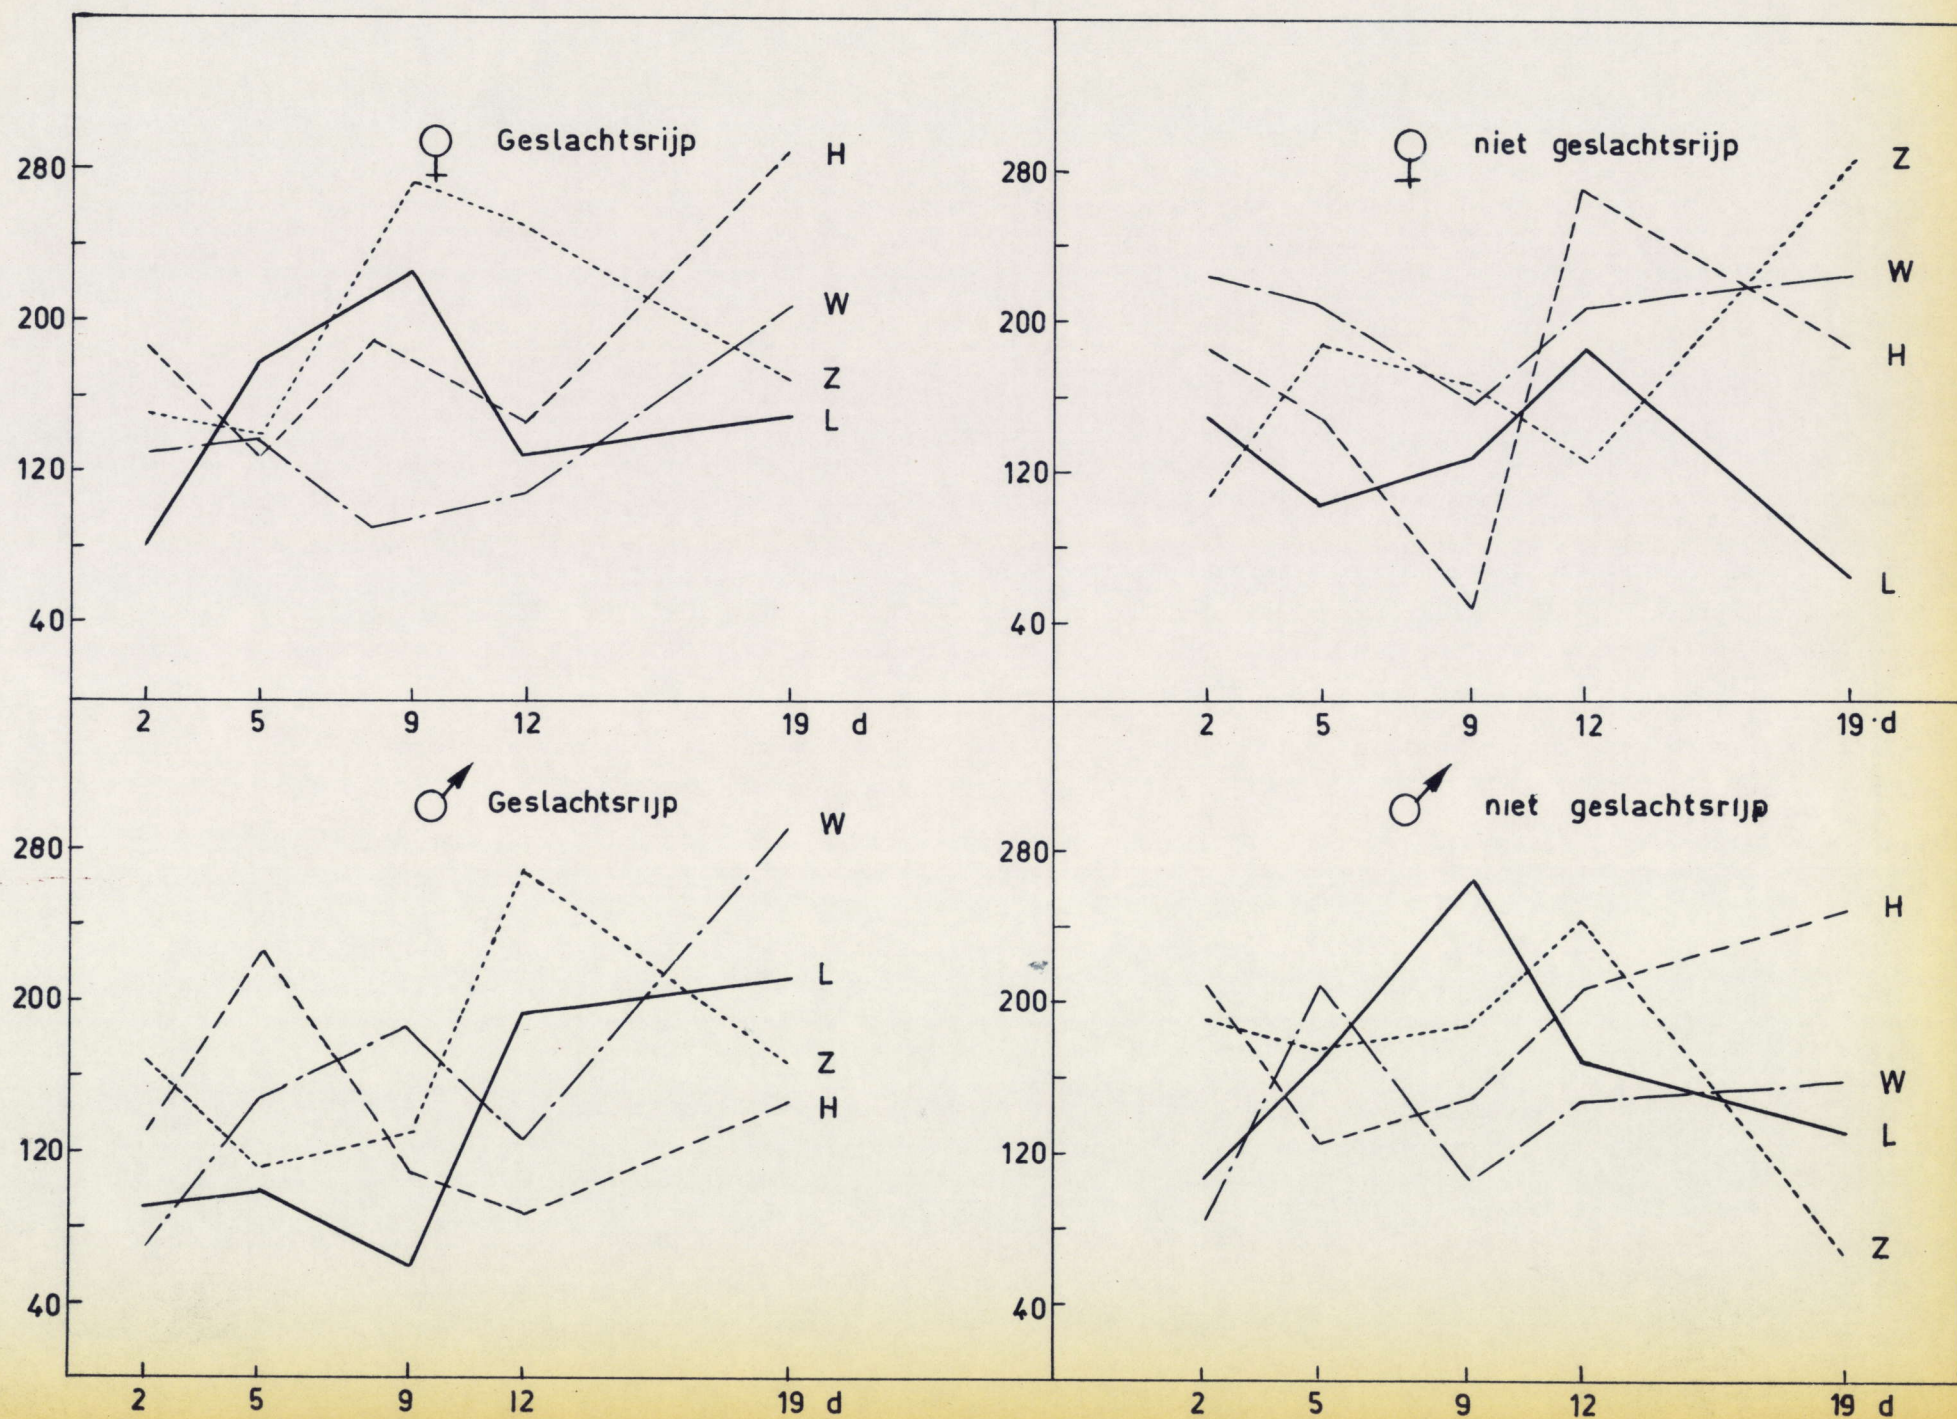 ♀ Geslachtsrijp
280
200
120
40
H
W
Z
L
2 5 9 12 19 d
♀ niet geslachtsrijp
280
200
120
40
Z
W
H
L
2 5 9 12 19 d
♂ Geslachtsrijp
280
200
120
40
W
L
Z
H
2 5 9 12 19 d
♂ niet geslachtsrijp
280
200
120
40
H
W
L
Z
2 5 9 12 19 d